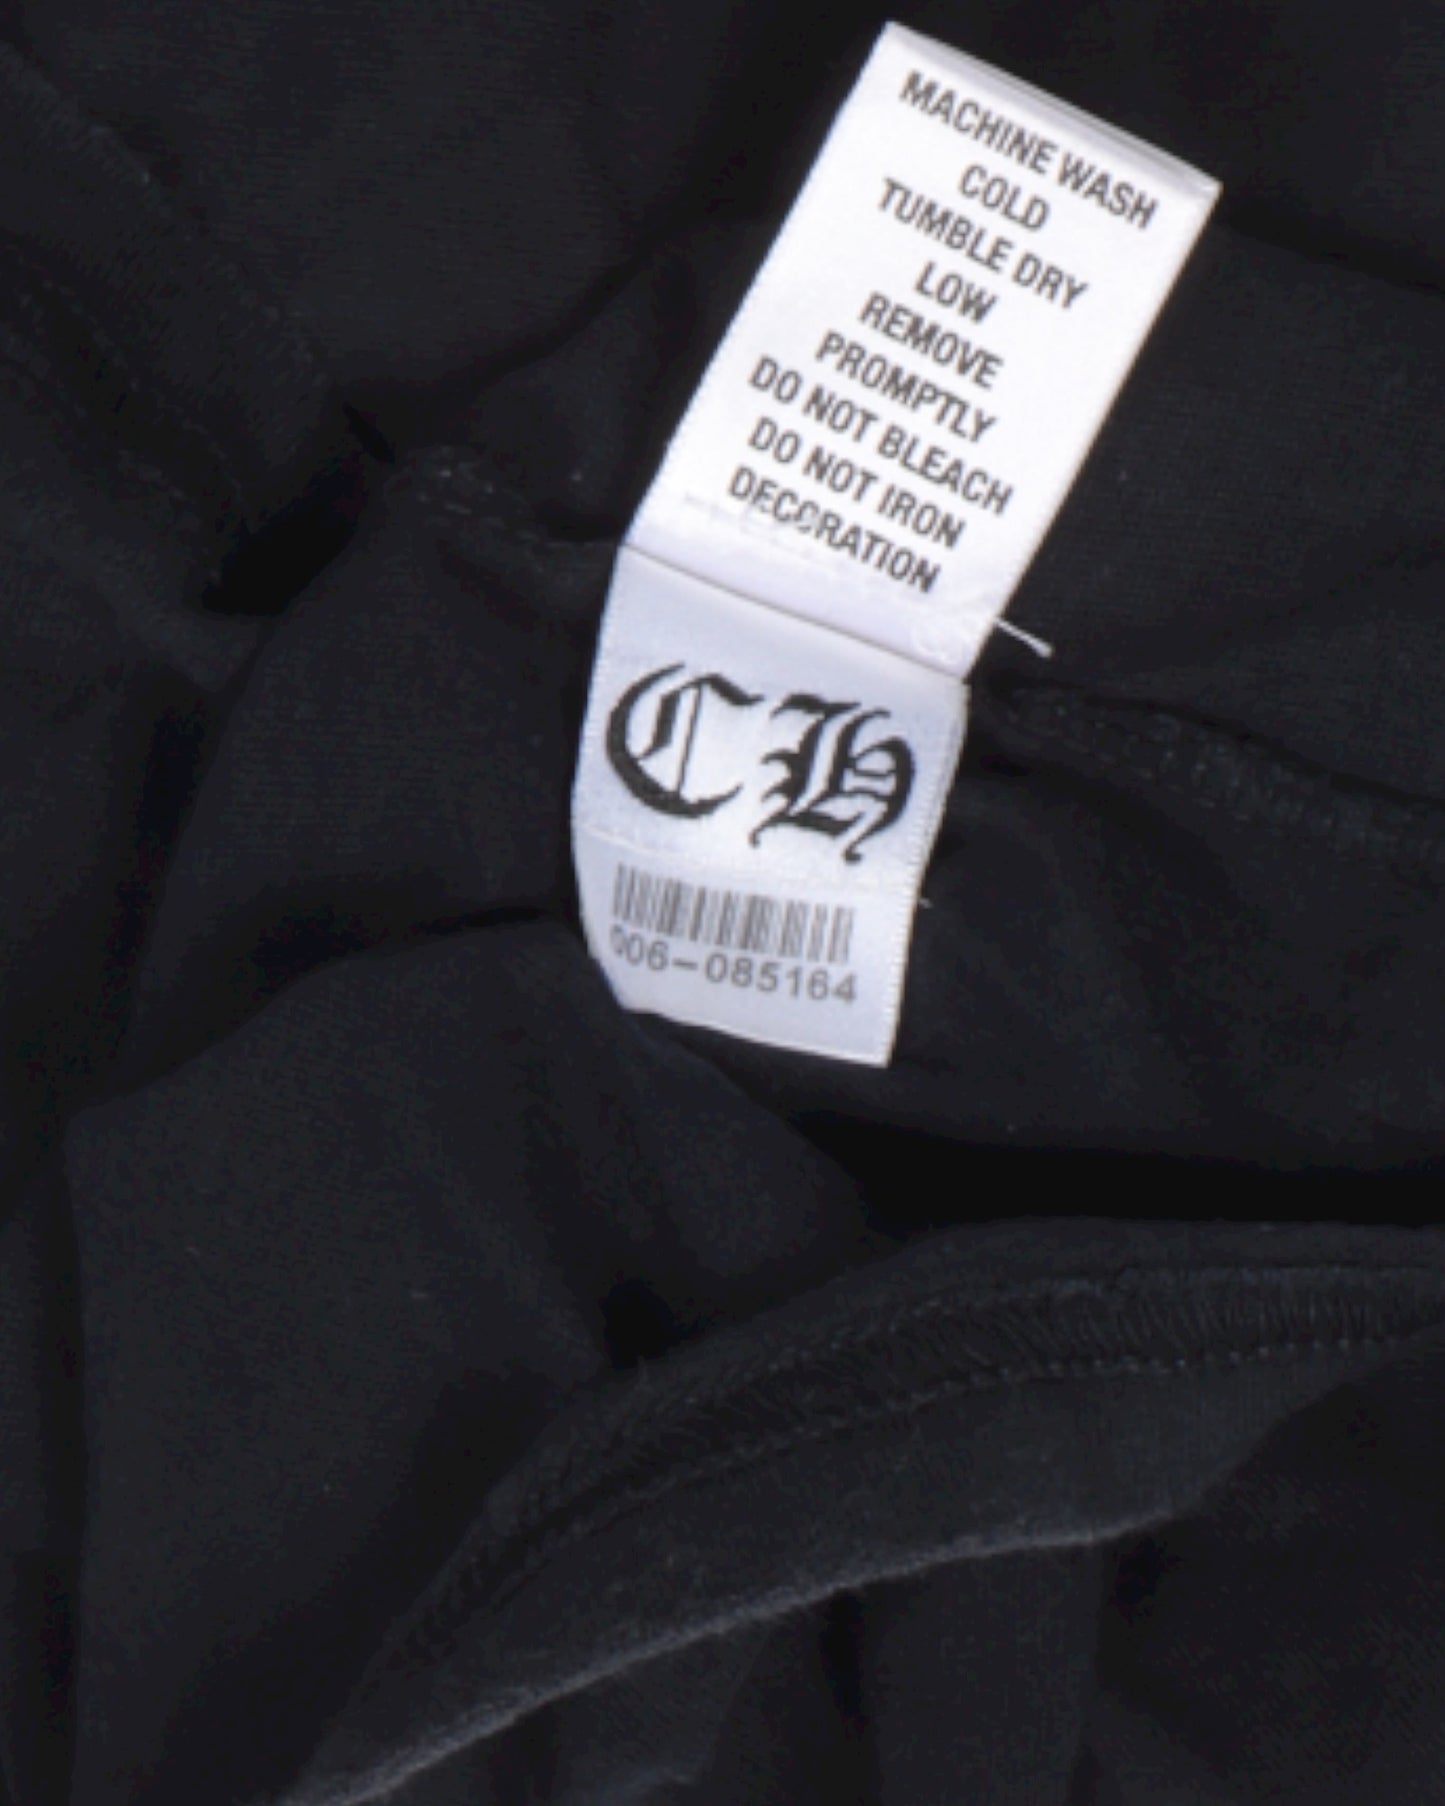 MACHINE WASH
COLD
TUMBLE DRY
LOW
REMOVE
PROMPTLY
DO NOT BLEACH
DO NOT IRON
DECORATION
CH
006-085164